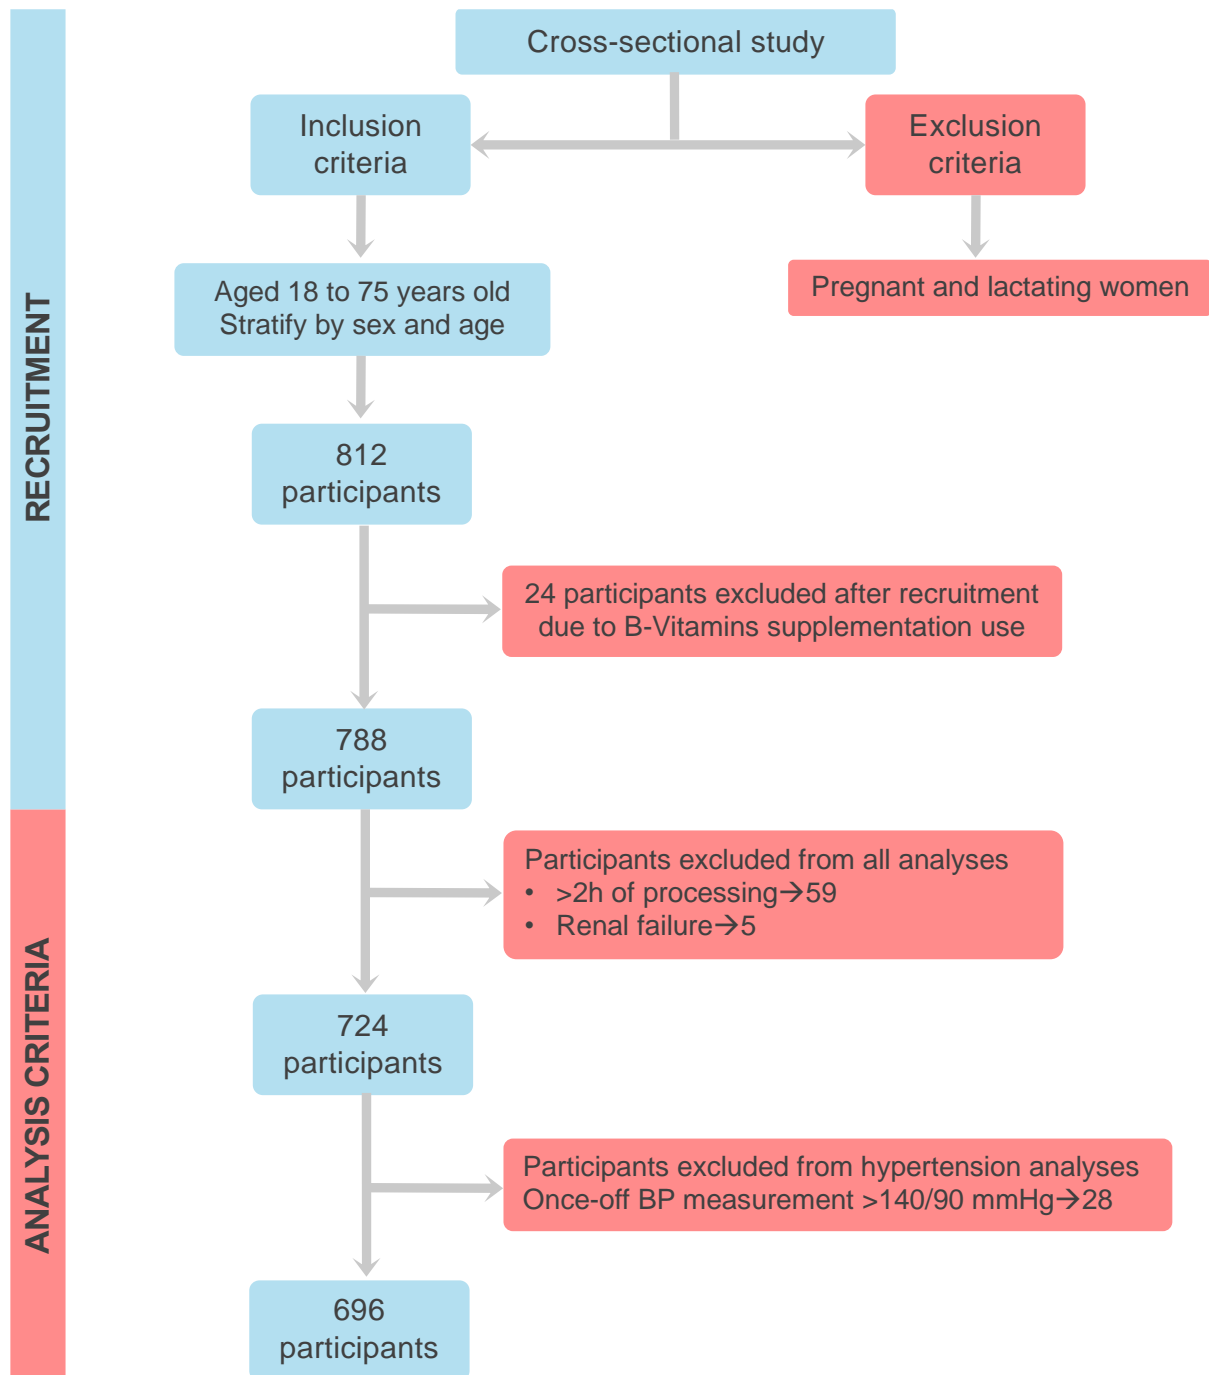 Cross-sectional study
Inclusion
criteria
Exclusion
criteria
Aged 18 to 75 years old
Stratify by sex and age
Pregnant and lactating women
RECRUITMENT
812
participants
24 participants excluded after recruitment
due to B-Vitamins supplementation use
788
participants
Participants excluded from all analyses
• >2h of processing→59
• Renal failure→5
ANALYSIS CRITERIA
724
participants
Participants excluded from hypertension analyses
Once-off BP measurement >140/90 mmHg→28
696
participants